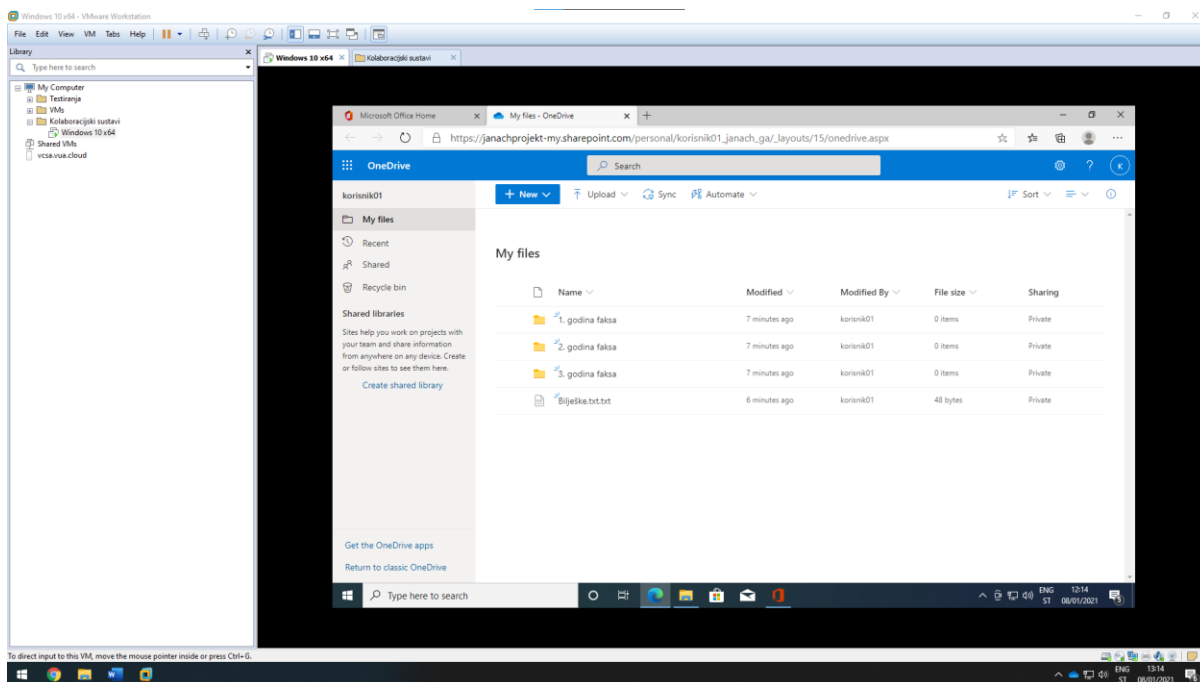 Windows 10 x64 - VMware Workstation
File Edit View VM Tabs Help
Library
Type here to search
My Computer
Testiranja
VMs
Kolaboracijski sustavi
Windows 10 x64
Shared VMs
vcsa.vua.cloud
Windows 10 x64
Kolaboracijski sustavi
Microsoft Office Home
My files - OneDrive
https://janachprojekt-my.sharepoint.com/personal/korisnik01_janach_ga/_layouts/15/onedrive.aspx
OneDrive
Search
K
korisnik01
My files
Recent
Shared
Recycle bin
Shared libraries
Sites help you work on projects with
your team and share information
from anywhere on any device. Create
or follow sites to see them here.
Create shared library
Get the OneDrive apps
Return to classic OneDrive
New Upload Sync Automate Sort
My files
Name Modified Modified By File size Sharing
1. godina faksa 7 minutes ago korisnik01 0 items Private
2. godina faksa 7 minutes ago korisnik01 0 items Private
3. godina faksa 7 minutes ago korisnik01 0 items Private
Bilješke.txt.txt 6 minutes ago korisnik01 48 bytes Private
Type here to search
ENG 12:14
ST 08/01/2021
To direct input to this VM, move the mouse pointer inside or press Ctrl+G.
ENG 13:14
ST 08/01/2021